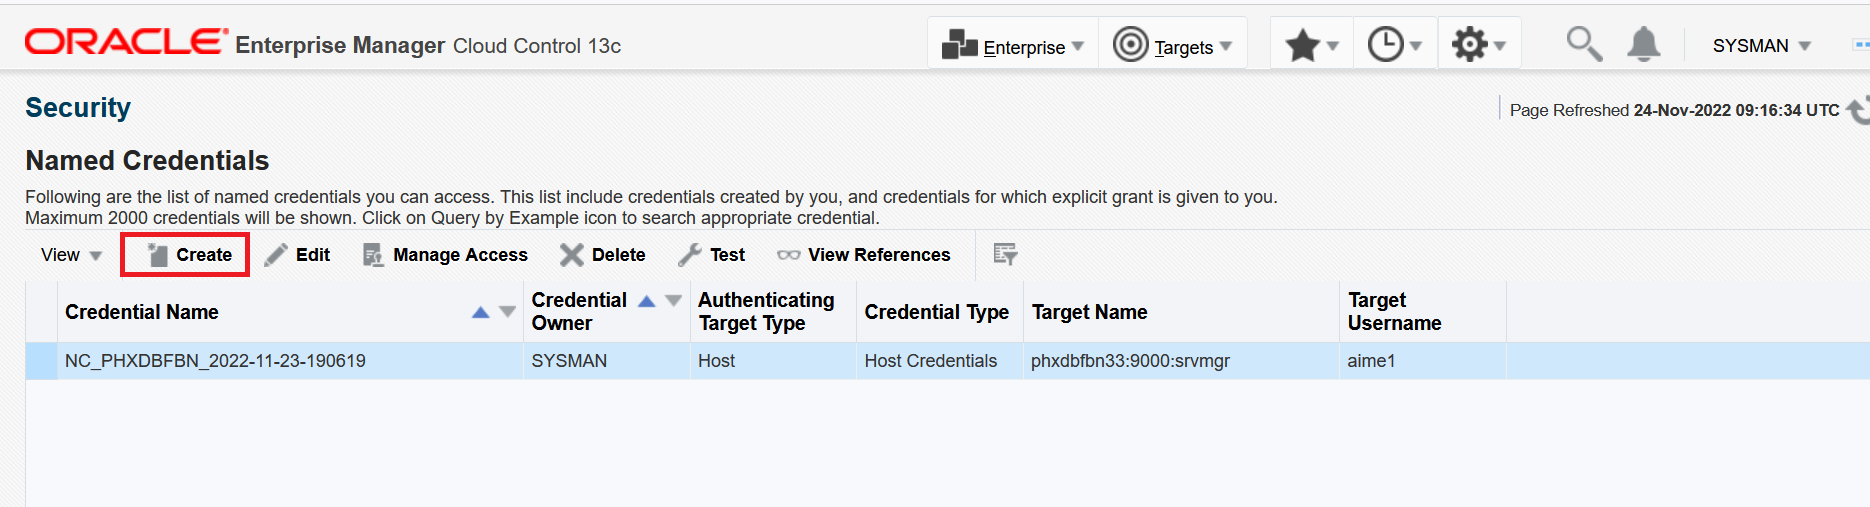 ORACLE Enterprise Manager Cloud Control 13c
Enterprise
Targets
SYSMAN
Security
Page Refreshed 24-Nov-2022 09:16:34 UTC
Named Credentials
Following are the list of named credentials you can access. This list include credentials created by you, and credentials for which explicit grant is given to you.
Maximum 2000 credentials will be shown. Click on Query by Example icon to search appropriate credential.
View Create Edit Manage Access Delete Test View References
Credential Name
Credential Owner
Authenticating Target Type
Credential Type
Target Name
Target Username
NC_PHXDBFBN_2022-11-23-190619 SYSMAN Host Host Credentials phxdbfbn33:9000:srvmgr aime1